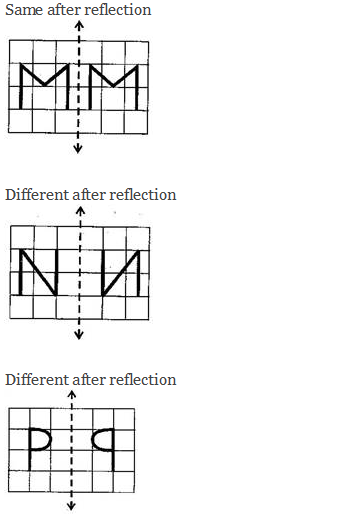 Same after reflection
M M
Different after reflection
N И
Different after reflection
P ꟼ